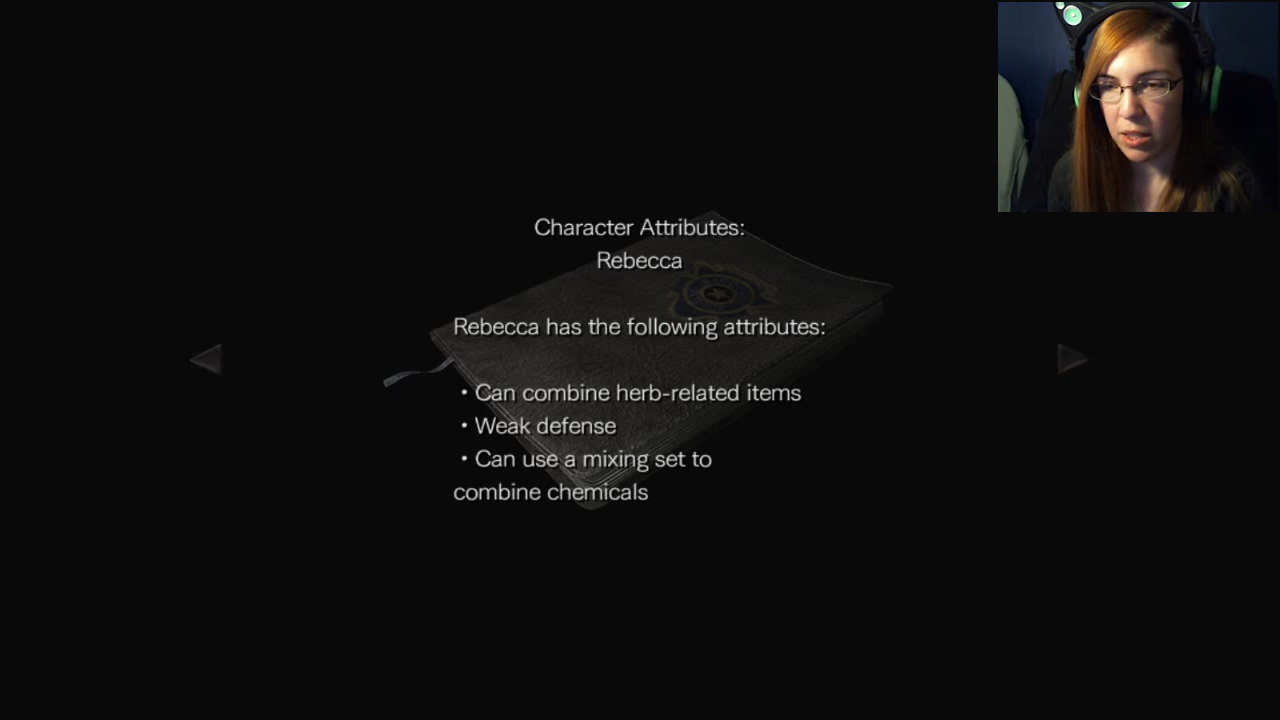 Character Attributes:
Rebecca
Rebecca has the following attributes:
・Can combine herb-related items
・Weak defense
・Can use a mixing set to
combine chemicals